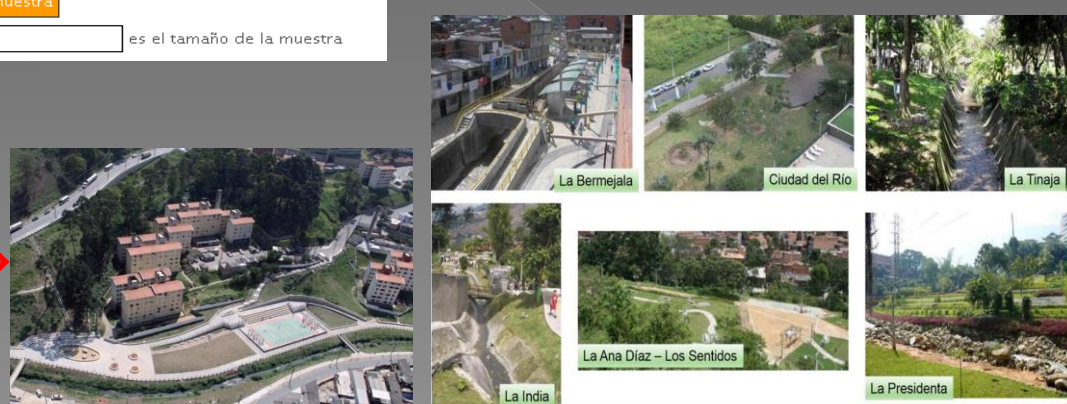 muestra
es el tamaño de la muestra
La Bermejala
Ciudad del Río
La Tinaja
La India
La Ana Díaz – Los Sentidos
La Presidenta